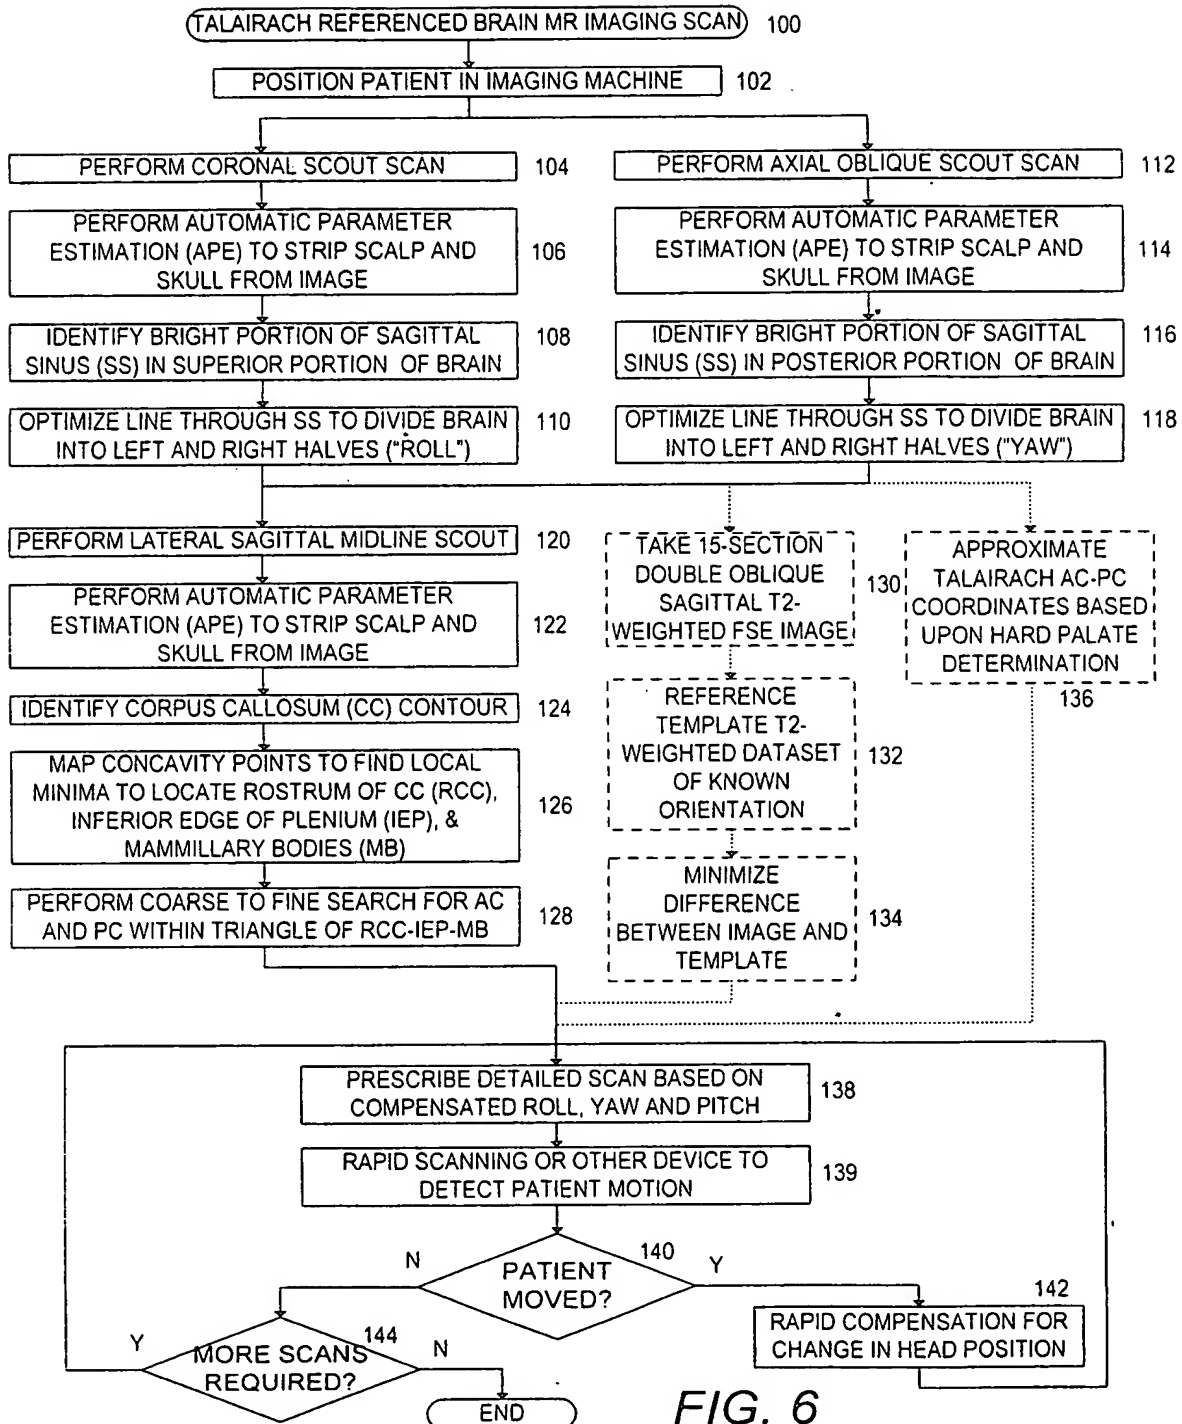 TALAIRACH REFERENCED BRAIN MR IMAGING SCAN
100
POSITION PATIENT IN IMAGING MACHINE
102
PERFORM CORONAL SCOUT SCAN
104
PERFORM AUTOMATIC PARAMETER
ESTIMATION (APE) TO STRIP SCALP AND
SKULL FROM IMAGE
106
IDENTIFY BRIGHT PORTION OF SAGITTAL
SINUS (SS) IN SUPERIOR PORTION OF BRAIN
108
OPTIMIZE LINE THROUGH SS TO DIVIDE BRAIN
INTO LEFT AND RIGHT HALVES ("ROLL")
110
PERFORM AXIAL OBLIQUE SCOUT SCAN
112
PERFORM AUTOMATIC PARAMETER
ESTIMATION (APE) TO STRIP SCALP AND
SKULL FROM IMAGE
114
IDENTIFY BRIGHT PORTION OF SAGITTAL
SINUS (SS) IN POSTERIOR PORTION OF BRAIN
116
OPTIMIZE LINE THROUGH SS TO DIVIDE BRAIN
INTO LEFT AND RIGHT HALVES ("YAW")
118
PERFORM LATERAL SAGITTAL MIDLINE SCOUT
120
PERFORM AUTOMATIC PARAMETER
ESTIMATION (APE) TO STRIP SCALP AND
SKULL FROM IMAGE
122
IDENTIFY CORPUS CALLOSUM (CC) CONTOUR
124
MAP CONCAVITY POINTS TO FIND LOCAL
MINIMA TO LOCATE ROSTRUM OF CC (RCC),
INFERIOR EDGE OF PLENIUM (IEP), &
MAMMILLARY BODIES (MB)
126
PERFORM COARSE TO FINE SEARCH FOR AC
AND PC WITHIN TRIANGLE OF RCC-IEP-MB
128
TAKE 15-SECTION
DOUBLE OBLIQUE
SAGITTAL T2-
WEIGHTED FSE IMAGE
130
REFERENCE
TEMPLATE T2-
WEIGHTED DATASET
OF KNOWN
ORIENTATION
132
MINIMIZE
DIFFERENCE
BETWEEN IMAGE AND
TEMPLATE
134
APPROXIMATE
TALAIRACH AC-PC
COORDINATES BASED
UPON HARD PALATE
DETERMINATION
136
PRESCRIBE DETAILED SCAN BASED ON
COMPENSATED ROLL, YAW AND PITCH
138
RAPID SCANNING OR OTHER DEVICE TO
DETECT PATIENT MOTION
139
N
140
Y
PATIENT
MOVED?
142
RAPID COMPENSATION FOR
CHANGE IN HEAD POSITION
Y
144
N
MORE SCANS
REQUIRED?
END
FIG. 6